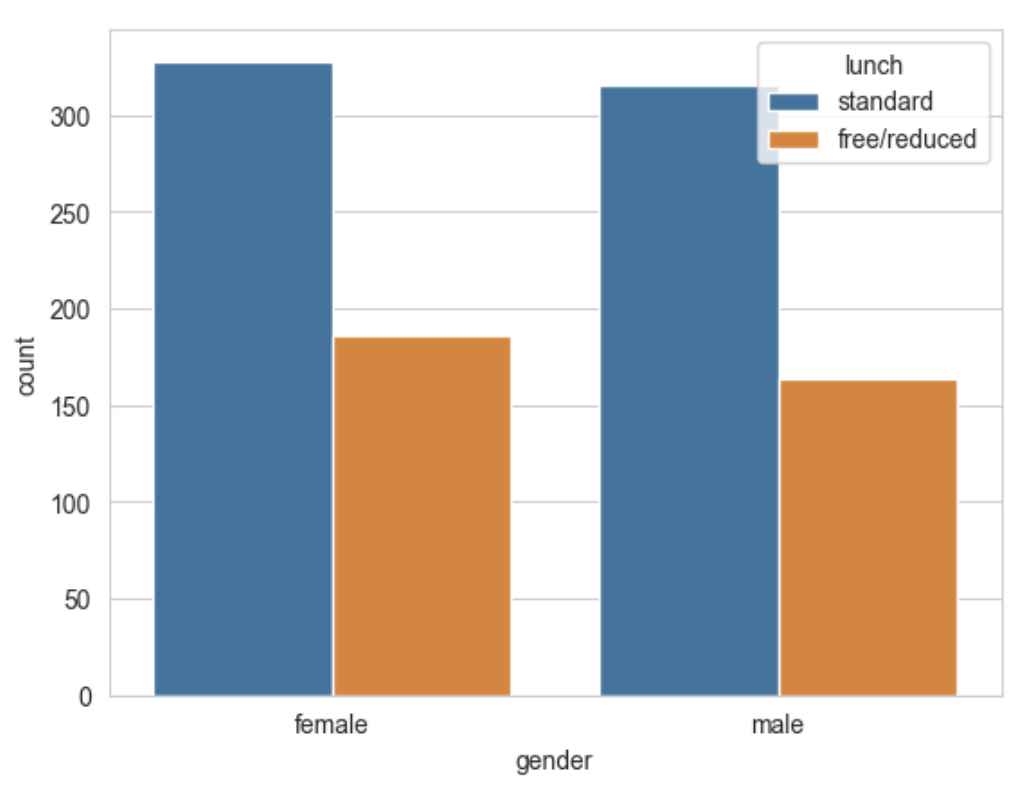 lunch
standard
free/reduced
300
250
200
150
100
50
0
count
female
male
gender